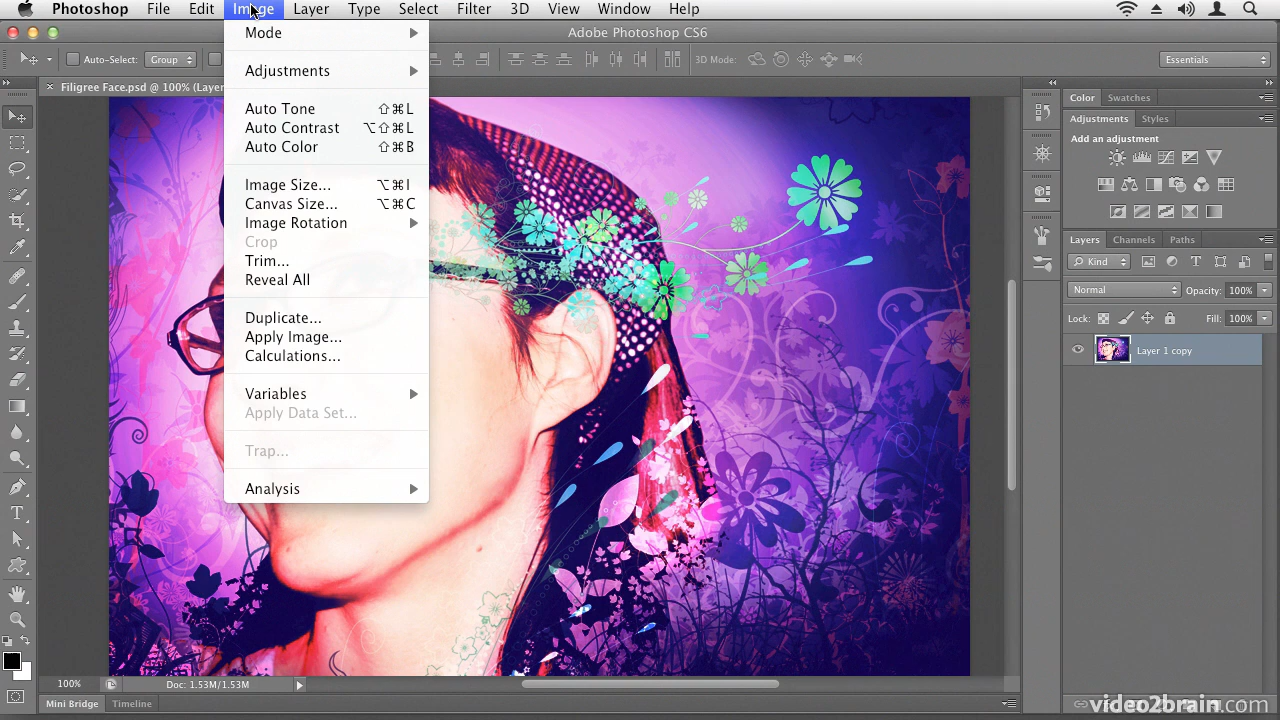 Photoshop File Edit Image Layer Type Select Filter 3D View Window Help
Adobe Photoshop CS6
Auto-Select: Group 3D Mode: Essentials
Filigree Face.psd @ 100% (Layer
Mode
Adjustments
Auto Tone ⇧⌘L
Auto Contrast ⌥⇧⌘L
Auto Color ⇧⌘B
Image Size... ⌥⌘I
Canvas Size... ⌥⌘C
Image Rotation
Crop
Trim...
Reveal All
Duplicate...
Apply Image...
Calculations...
Variables
Apply Data Set...
Trap...
Analysis
Color Swatches
Adjustments Styles
Add an adjustment
Layers Channels Paths
Kind
Normal Opacity: 100%
Lock: Fill: 100%
Layer 1 copy
100% Doc: 1.53M/1.53M
Mini Bridge Timeline
video2brain.com